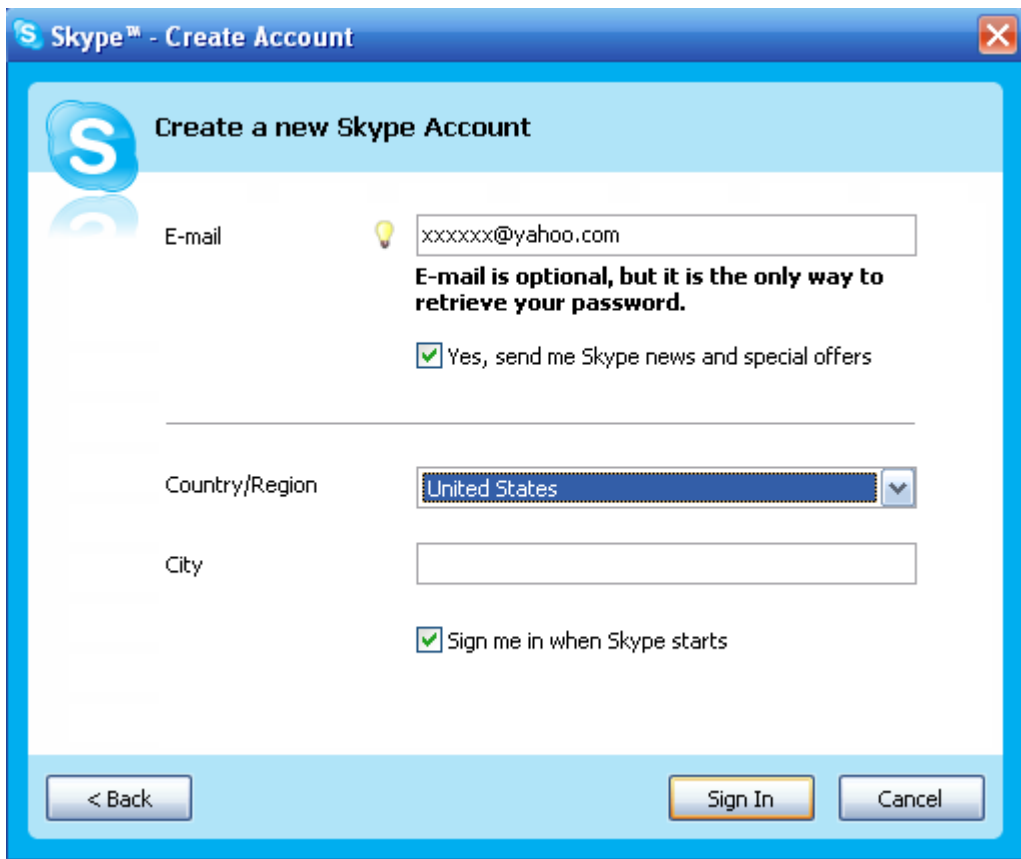 Skype™ - Create Account
Create a new Skype Account
E-mail
xxxxxx@yahoo.com
E-mail is optional, but it is the only way to
retrieve your password.
Yes, send me Skype news and special offers
Country/Region
United States
City
Sign me in when Skype starts
< Back
Sign In
Cancel